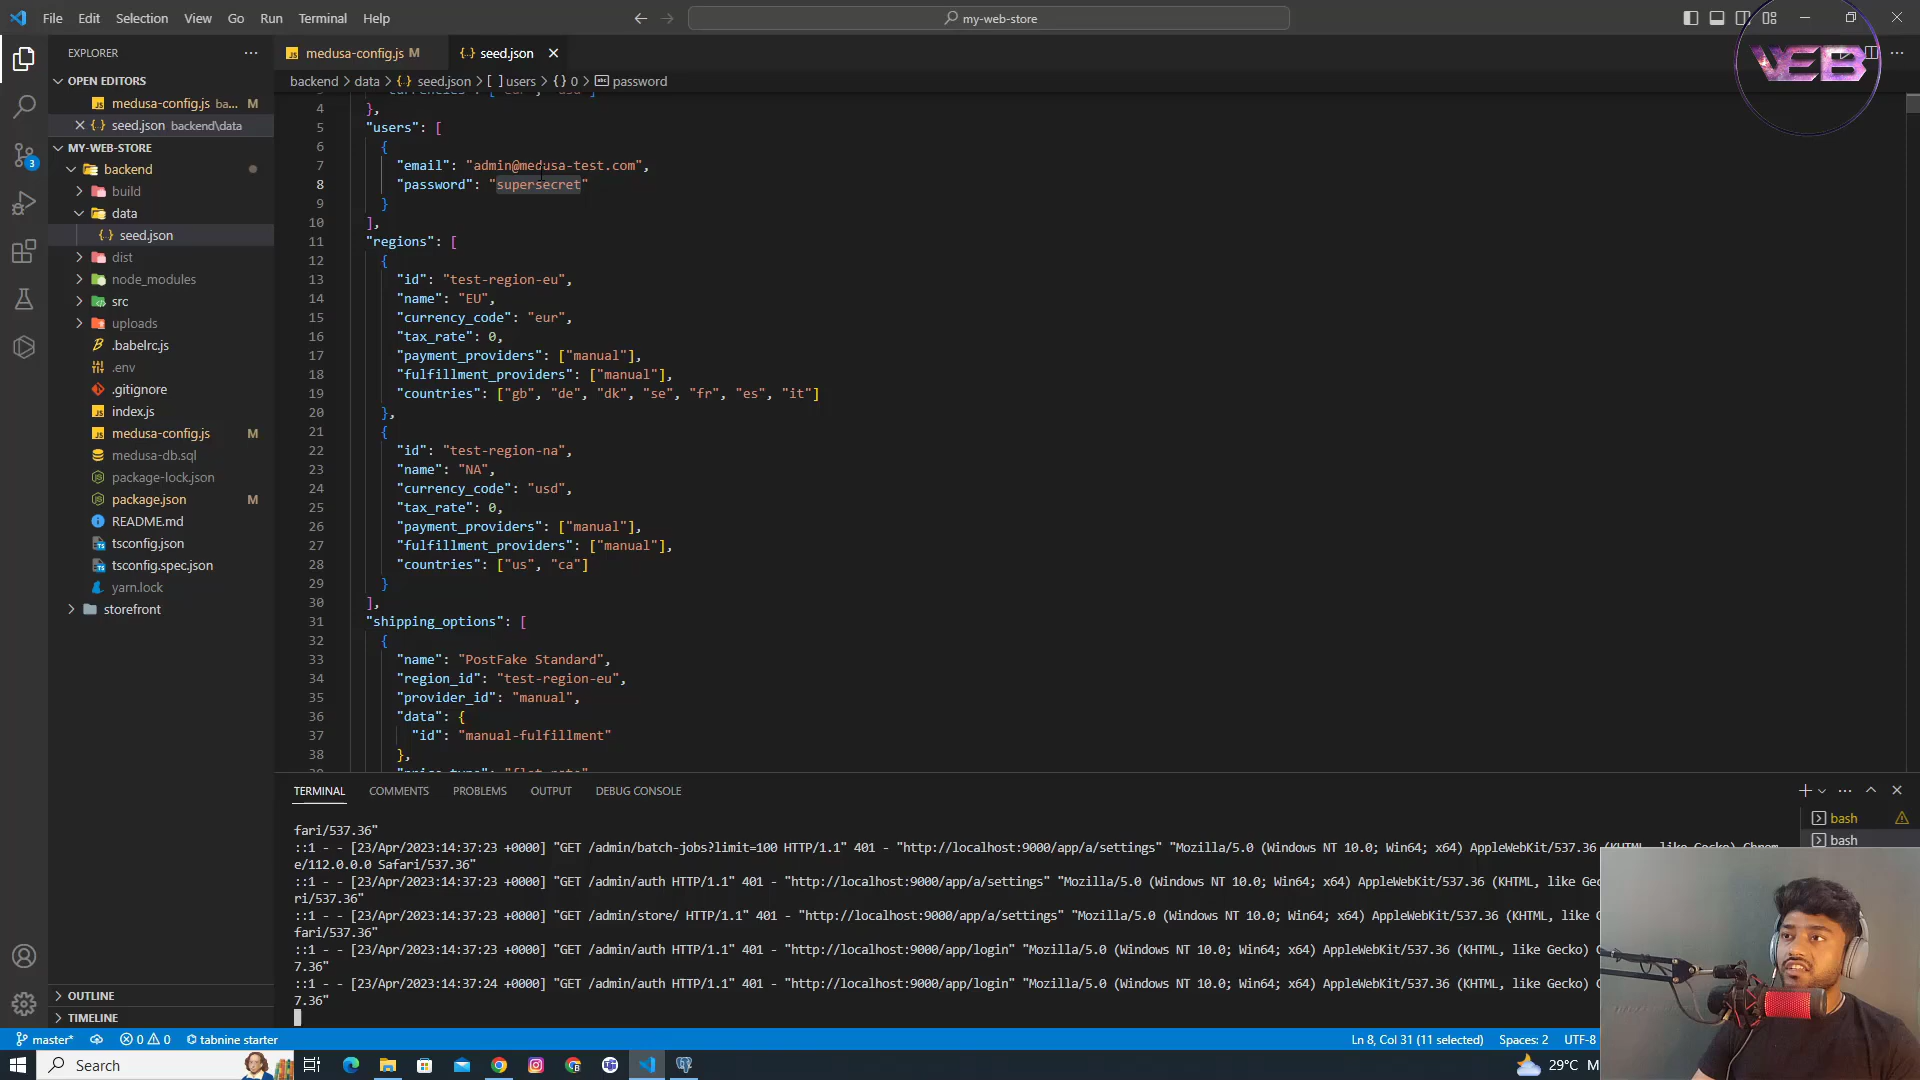 File Edit Selection View Go Run Terminal Help
my-web-store
EXPLORER
OPEN EDITORS
medusa-config.js ba... M
seed.json backend\data
MY-WEB-STORE
backend
build
data
seed.json
dist
node_modules
src
uploads
.babelrc.js
.env
.gitignore
index.js
medusa-config.js M
medusa-db.sql
package-lock.json
package.json M
README.md
tsconfig.json
tsconfig.spec.json
yarn.lock
storefront
OUTLINE
TIMELINE
medusa-config.js M
seed.json
backend > data > seed.json > [ ] users > {} 0 > password
4 },
5 "users": [
6 {
7 "email": "admin@medusa-test.com",
8 "password": "supersecret"
9 }
10 ],
11 "regions": [
12 {
13 "id": "test-region-eu",
14 "name": "EU",
15 "currency_code": "eur",
16 "tax_rate": 0,
17 "payment_providers": ["manual"],
18 "fulfillment_providers": ["manual"],
19 "countries": ["gb", "de", "dk", "se", "fr", "es", "it"]
20 },
21 {
22 "id": "test-region-na",
23 "name": "NA",
24 "currency_code": "usd",
25 "tax_rate": 0,
26 "payment_providers": ["manual"],
27 "fulfillment_providers": ["manual"],
28 "countries": ["us", "ca"]
29 }
30 ],
31 "shipping_options": [
32 {
33 "name": "PostFake Standard",
34 "region_id": "test-region-eu",
35 "provider_id": "manual",
36 "data": {
37 "id": "manual-fulfillment"
38 },
VEB
TERMINAL COMMENTS PROBLEMS OUTPUT DEBUG CONSOLE
bash
bash
fari/537.36"
::1 - - [23/Apr/2023:14:37:23 +0000] "GET /admin/batch-jobs?limit=100 HTTP/1.1" 401 - "http://localhost:9000/app/a/settings" "Mozilla/5.0 (Windows NT 10.0; Win64; x64) AppleWebKit/537.36 (KHTML, like Gecko) Chrom
e/112.0.0.0 Safari/537.36"
::1 - - [23/Apr/2023:14:37:23 +0000] "GET /admin/auth HTTP/1.1" 401 - "http://localhost:9000/app/a/settings" "Mozilla/5.0 (Windows NT 10.0; Win64; x64) AppleWebKit/537.36 (KHTML, like Gec
ri/537.36"
::1 - - [23/Apr/2023:14:37:23 +0000] "GET /admin/store/ HTTP/1.1" 401 - "http://localhost:9000/app/a/settings" "Mozilla/5.0 (Windows NT 10.0; Win64; x64) AppleWebKit/537.36 (KHTML, like G
fari/537.36"
::1 - - [23/Apr/2023:14:37:23 +0000] "GET /admin/auth HTTP/1.1" 401 - "http://localhost:9000/app/login" "Mozilla/5.0 (Windows NT 10.0; Win64; x64) AppleWebKit/537.36 (KHTML, like Gecko) C
7.36"
::1 - - [23/Apr/2023:14:37:24 +0000] "GET /admin/auth HTTP/1.1" 401 - "http://localhost:9000/app/login" "Mozilla/5.0 (Windows NT 10.0; Win64; x64) AppleWebKit/537.36 (KHTML, like Gecko) C
7.36"
master* 0 0 tabnine starter
Ln 8, Col 31 (11 selected) Spaces: 2 UTF-8
Search
29°C M